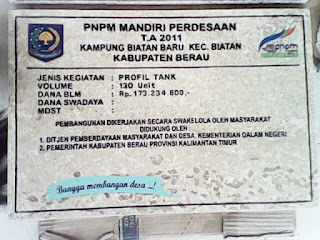 PNPM MANDIRI PERDESAAN
T.A 2011
KAMPUNG BIATAN BARU KEC. BIATAN
KABUPATEN BERAU
pnpm
JENIS KEGIATAN : PROFIL TANK
VOLUME : 130 Unit
DANA BLM : Rp. 173.234.800,-
DANA SWADAYA :
MDST :
PEMBANGUNAN DIKERJAKAN SECARA SWAKELOLA OLEH MASYARAKAT
DIDUKUNG OLEH :
1. DITJEN PEMBERDAYAAN MASYARAKAT DAN DESA, KEMENTERIAN DALAM NEGERI
2. PEMERINTAH KABUPATEN BERAU PROVINSI KALIMANTAN TIMUR
Bangga membangun desa ...!